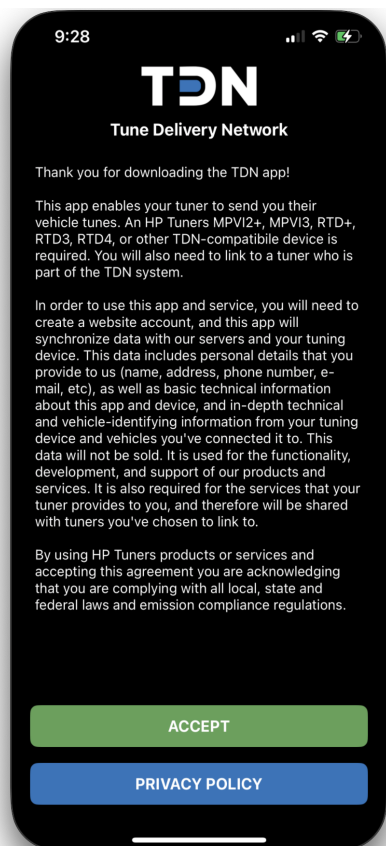 9:28
TDN
Tune Delivery Network
Thank you for downloading the TDN app!
This app enables your tuner to send you their
vehicle tunes. An HP Tuners MPVI2+, MPVI3, RTD+,
RTD3, RTD4, or other TDN-compatibile device is
required. You will also need to link to a tuner who is
part of the TDN system.
In order to use this app and service, you will need to
create a website account, and this app will
synchronize data with our servers and your tuning
device. This data includes personal details that you
provide to us (name, address, phone number, e-
mail, etc), as well as basic technical information
about this app and device, and in-depth technical
and vehicle-identifying information from your tuning
device and vehicles you've connected it to. This
data will not be sold. It is used for the functionality,
development, and support of our products and
services. It is also required for the services that your
tuner provides to you, and therefore will be shared
with tuners you've chosen to link to.
By using HP Tuners products or services and
accepting this agreement you are acknowledging
that you are complying with all local, state and
federal laws and emission compliance regulations.
ACCEPT
PRIVACY POLICY